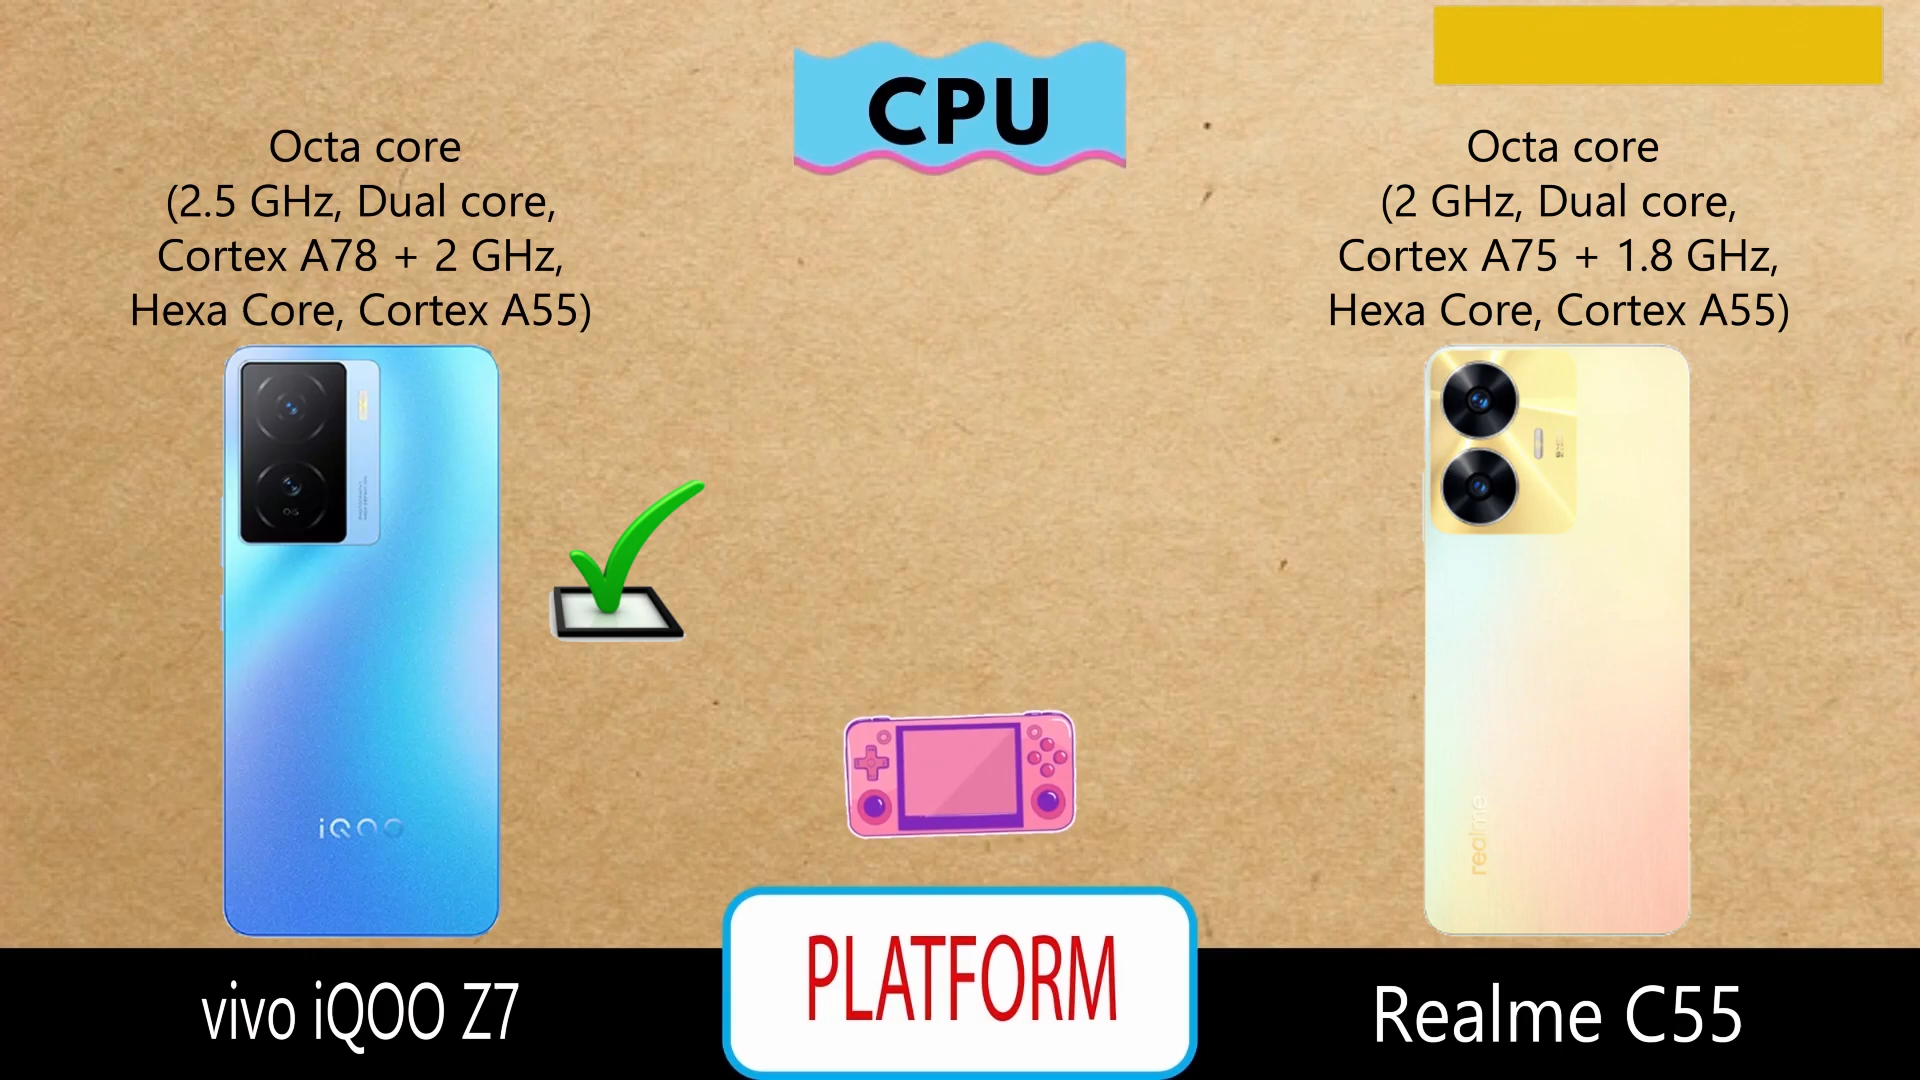 CPU
Octa core
(2.5 GHz, Dual core,
Cortex A78 + 2 GHz,
Hexa Core, Cortex A55)
Octa core
(2 GHz, Dual core,
Cortex A75 + 1.8 GHz,
Hexa Core, Cortex A55)
iQOO
realme
vivo iQOO Z7
PLATFORM
Realme C55